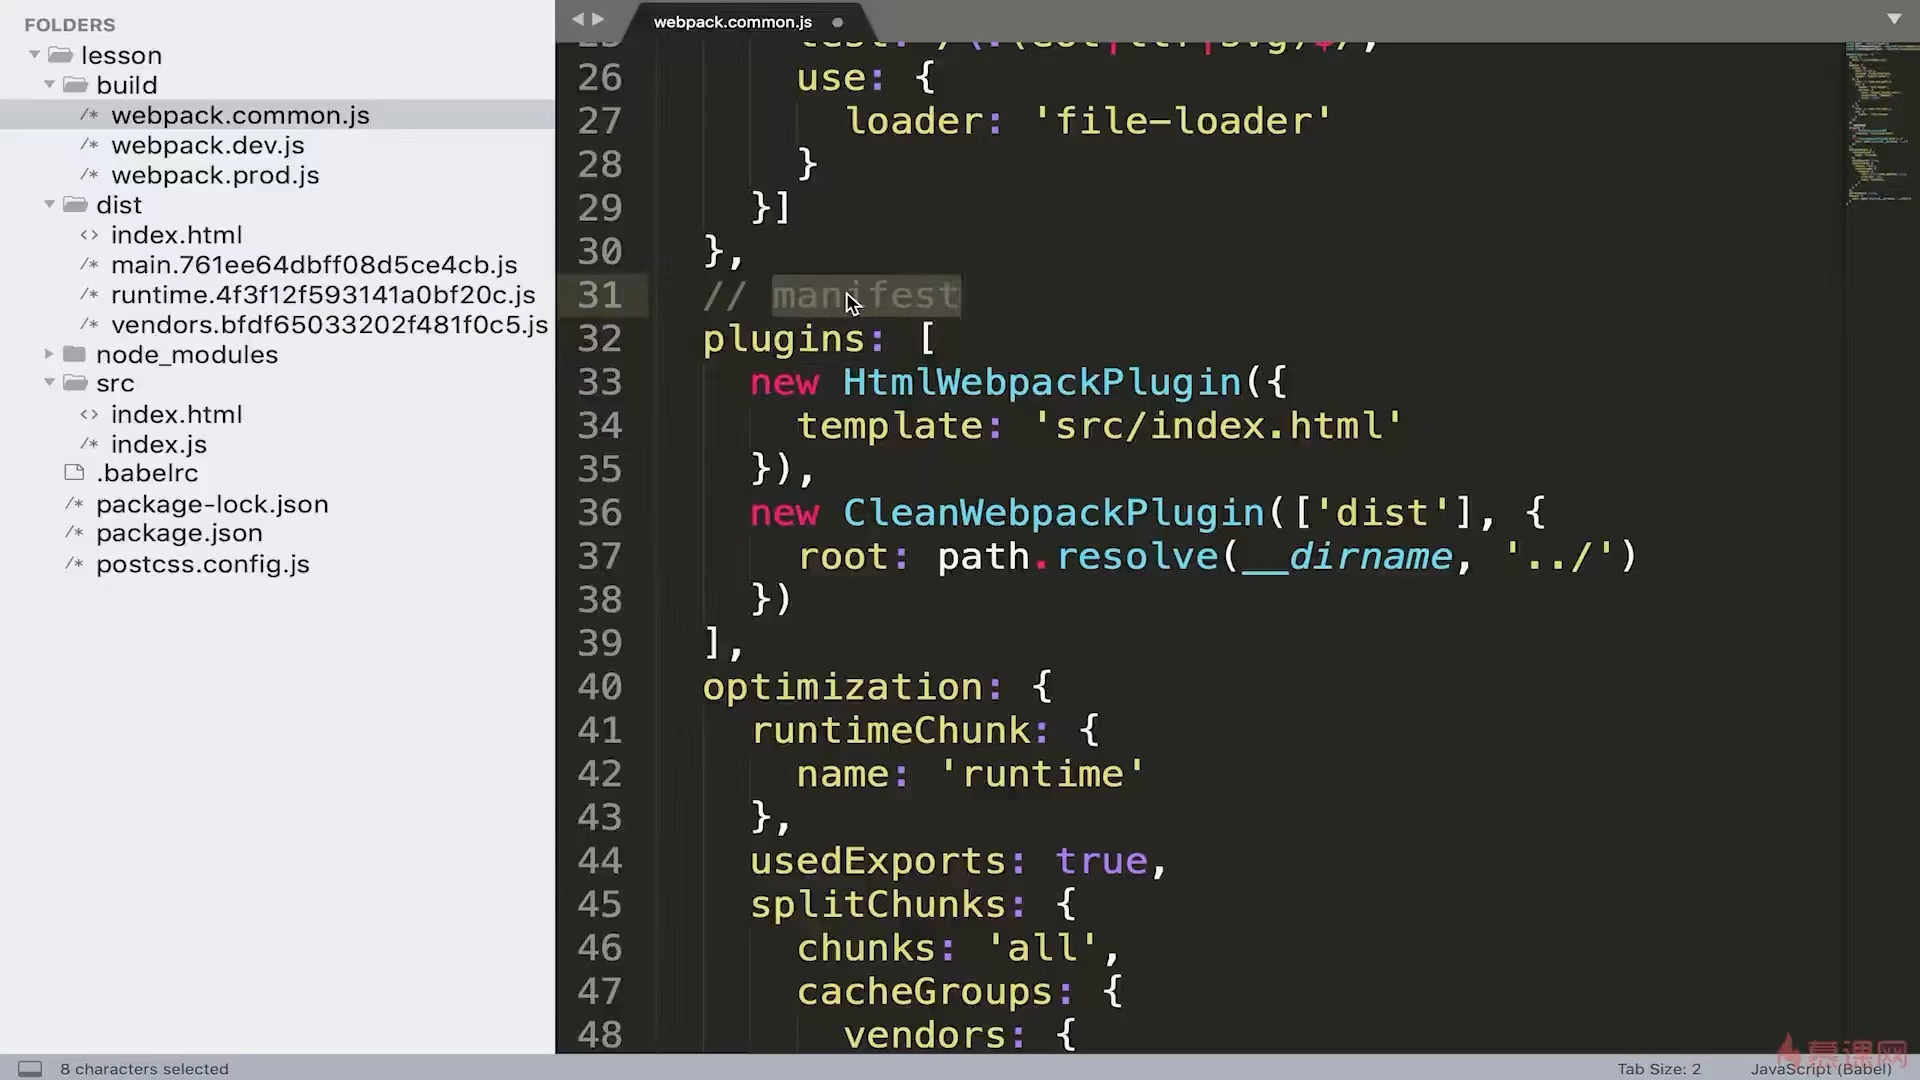 FOLDERS
lesson
build
/* webpack.common.js
/* webpack.dev.js
/* webpack.prod.js
dist
<> index.html
/* main.761ee64dbff08d5ce4cb.js
/* runtime.4f3f12f593141a0bf20c.js
/* vendors.bfdf65033202f481f0c5.js
node_modules
src
<> index.html
/* index.js
.babelrc
/* package-lock.json
/* package.json
/* postcss.config.js
webpack.common.js
26 use: {
27 loader: 'file-loader'
28 }
29 }]
30 },
31 // manifest
32 plugins: [
33 new HtmlWebpackPlugin({
34 template: 'src/index.html'
35 }),
36 new CleanWebpackPlugin(['dist'], {
37 root: path.resolve(__dirname, '../')
38 })
39 ],
40 optimization: {
41 runtimeChunk: {
42 name: 'runtime'
43 },
44 usedExports: true,
45 splitChunks: {
46 chunks: 'all',
47 cacheGroups: {
48 vendors: {
8 characters selected
Tab Size: 2
JavaScript (Babel)
慕课网